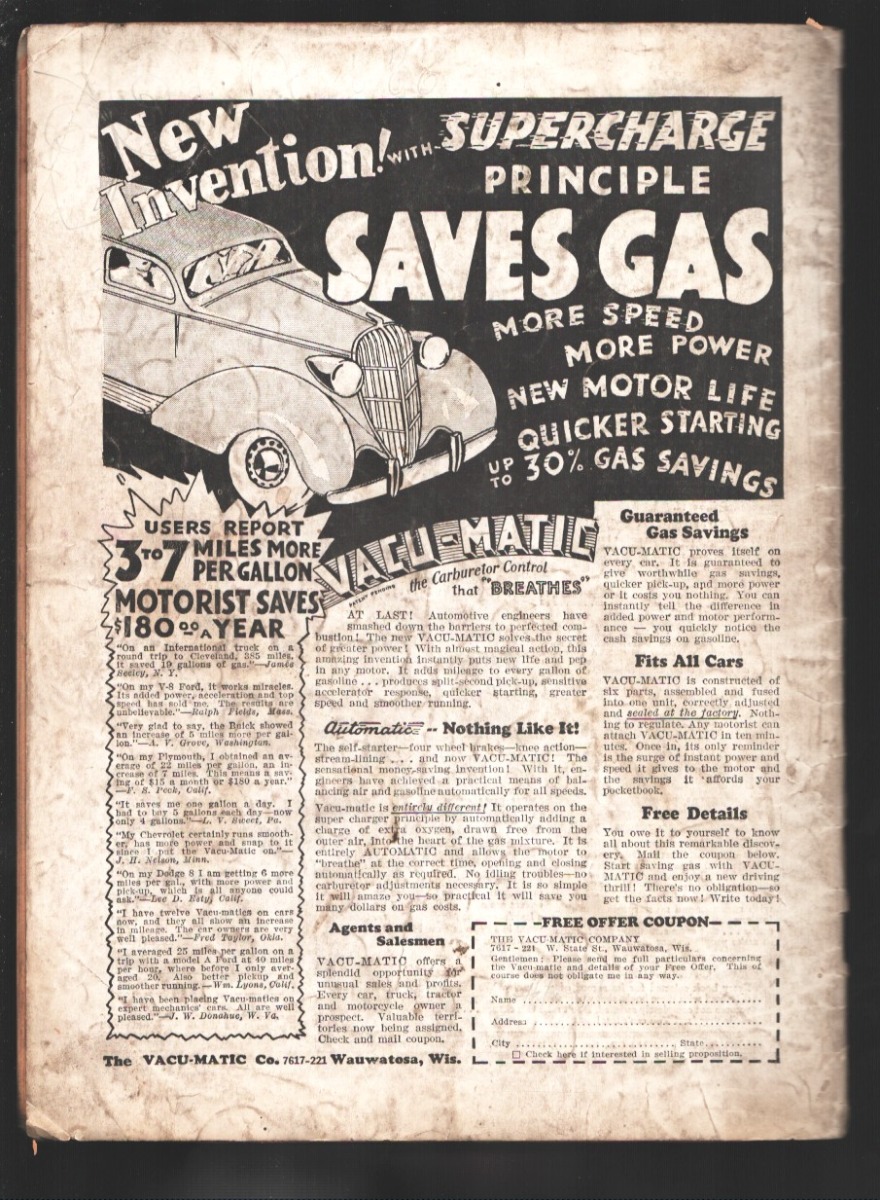 New
Invention! WITH SUPERCHARGE
PRINCIPLE
SAVES GAS
MORE SPEED
MORE POWER
NEW MOTOR LIFE
QUICKER STARTING
UP TO 30% GAS SAVINGS
USERS REPORT
3 TO 7 MILES MORE
PER GALLON
MOTORIST SAVES
$180.00 A YEAR
"On an International truck on a
round trip to Cleveland, 385 miles,
it saved 19 gallons of gas."—James
Seeley, N. Y.
"On my V-8 Ford, it works miracles.
Its added power, acceleration and top
speed has sold me. The results are
unbelievable."—Ralph Fields, Mass.
"Very glad to say, the Buick showed
an increase of 5 miles more per gal-
lon."—A. V. Grove, Washington.
"On my Plymouth, I obtained an av-
erage of 22 miles per gallon, an in-
crease of 7 miles. This means a sav-
ing of $15 a month or $180 a year."
—F. S. Peck, Calif.
"It saves me one gallon a day. I
had to buy 5 gallons each day—now
only 4 gallons."—L. V. Sweet, Pa.
"My Chevrolet certainly runs smooth-
er, has more power and snap to it
since I put the Vacu-Matic on."—
J. H. Nelson, Minn.
"On my Dodge 8 I am getting 6 more
miles per gal., with more power and
pick-up, which is all anyone could
ask."—Lee D. Esty, Calif.
"I have twelve Vacu-matics on cars
now, and they all show an increase
in mileage. The car owners are very
well pleased."—Fred Taylor, Okla.
"I averaged 25 miles per gallon on a
trip with a model A Ford at 40 miles
per hour, where before I only aver-
aged 20. Also better pickup and
smoother running.—Wm. Lyons, Calif.
"I have been placing Vacu-matics on
expert mechanics' cars. All are well
pleased."—J. W. Donahue, W. Va.
VACU-MATIC
PATENT PENDING
the Carburetor Control
that "BREATHES"
AT LAST! Automotive engineers have
smashed down the barriers to perfected com-
bustion! The new VACU-MATIC solves the secret
of greater power! With almost magical action, this
amazing invention instantly puts new life and pep
in any motor. It adds mileage to every gallon of
gasoline . . . produces split-second pick-up, sensitive
accelerator response, quicker starting, greater
speed and smoother running.
Automatic -- Nothing Like It!
The self-starter—four wheel brakes—knee action—
stream-lining . . . and now VACU-MATIC! The
sensational money-saving invention! With it, en-
gineers have achieved a practical means of bal-
ancing air and gasoline automatically for all speeds.
Vacu-matic is entirely different! It operates on the
super charger principle by automatically adding a
charge of extra oxygen, drawn free from the
outer air, into the heart of the gas mixture. It is
entirely AUTOMATIC and allows the motor to
"breathe" at the correct time, opening and closing
automatically as required. No idling troubles—no
carburetor adjustments necessary. It is so simple
it will amaze you—so practical it will save you
many dollars on gas costs.
Agents and
Salesmen
VACU-MATIC offers a
splendid opportunity for
unusual sales and profits.
Every car, truck, tractor
and motorcycle owner a
prospect. Valuable terri-
tories now being assigned.
Check and mail coupon.
Guaranteed
Gas Savings
VACU-MATIC proves itself on
every car. It is guaranteed to
give worthwhile gas savings,
quicker pick-up, and more power
or it costs you nothing. You can
instantly tell the difference in
added power and motor perform-
ance — you quickly notice the
cash savings on gasoline.
Fits All Cars
VACU-MATIC is constructed of
six parts, assembled and fused
into one unit, correctly adjusted
and sealed at the factory. Noth-
ing to regulate. Any motorist can
attach VACU-MATIC in ten min-
utes. Once in, its only reminder
is the surge of instant power and
speed it gives to the motor and
the savings it affords your
pocketbook.
Free Details
You owe it to yourself to know
all about this remarkable discov-
ery. Mail the coupon below.
Start saving gas with VACU-
MATIC and enjoy a new driving
thrill! There's no obligation—so
get the facts now! Write today!
FREE OFFER COUPON
THE VACU-MATIC COMPANY
7617 - 221 W. State St., Wauwatosa, Wis.
Gentlemen: Please send me full particulars concerning
the Vacu-matic and details of your Free Offer. This of
course does not obligate me in any way.
Name
Address
City State
Check here if interested in selling proposition.
The VACU-MATIC Co. 7617-221 Wauwatosa, Wis.